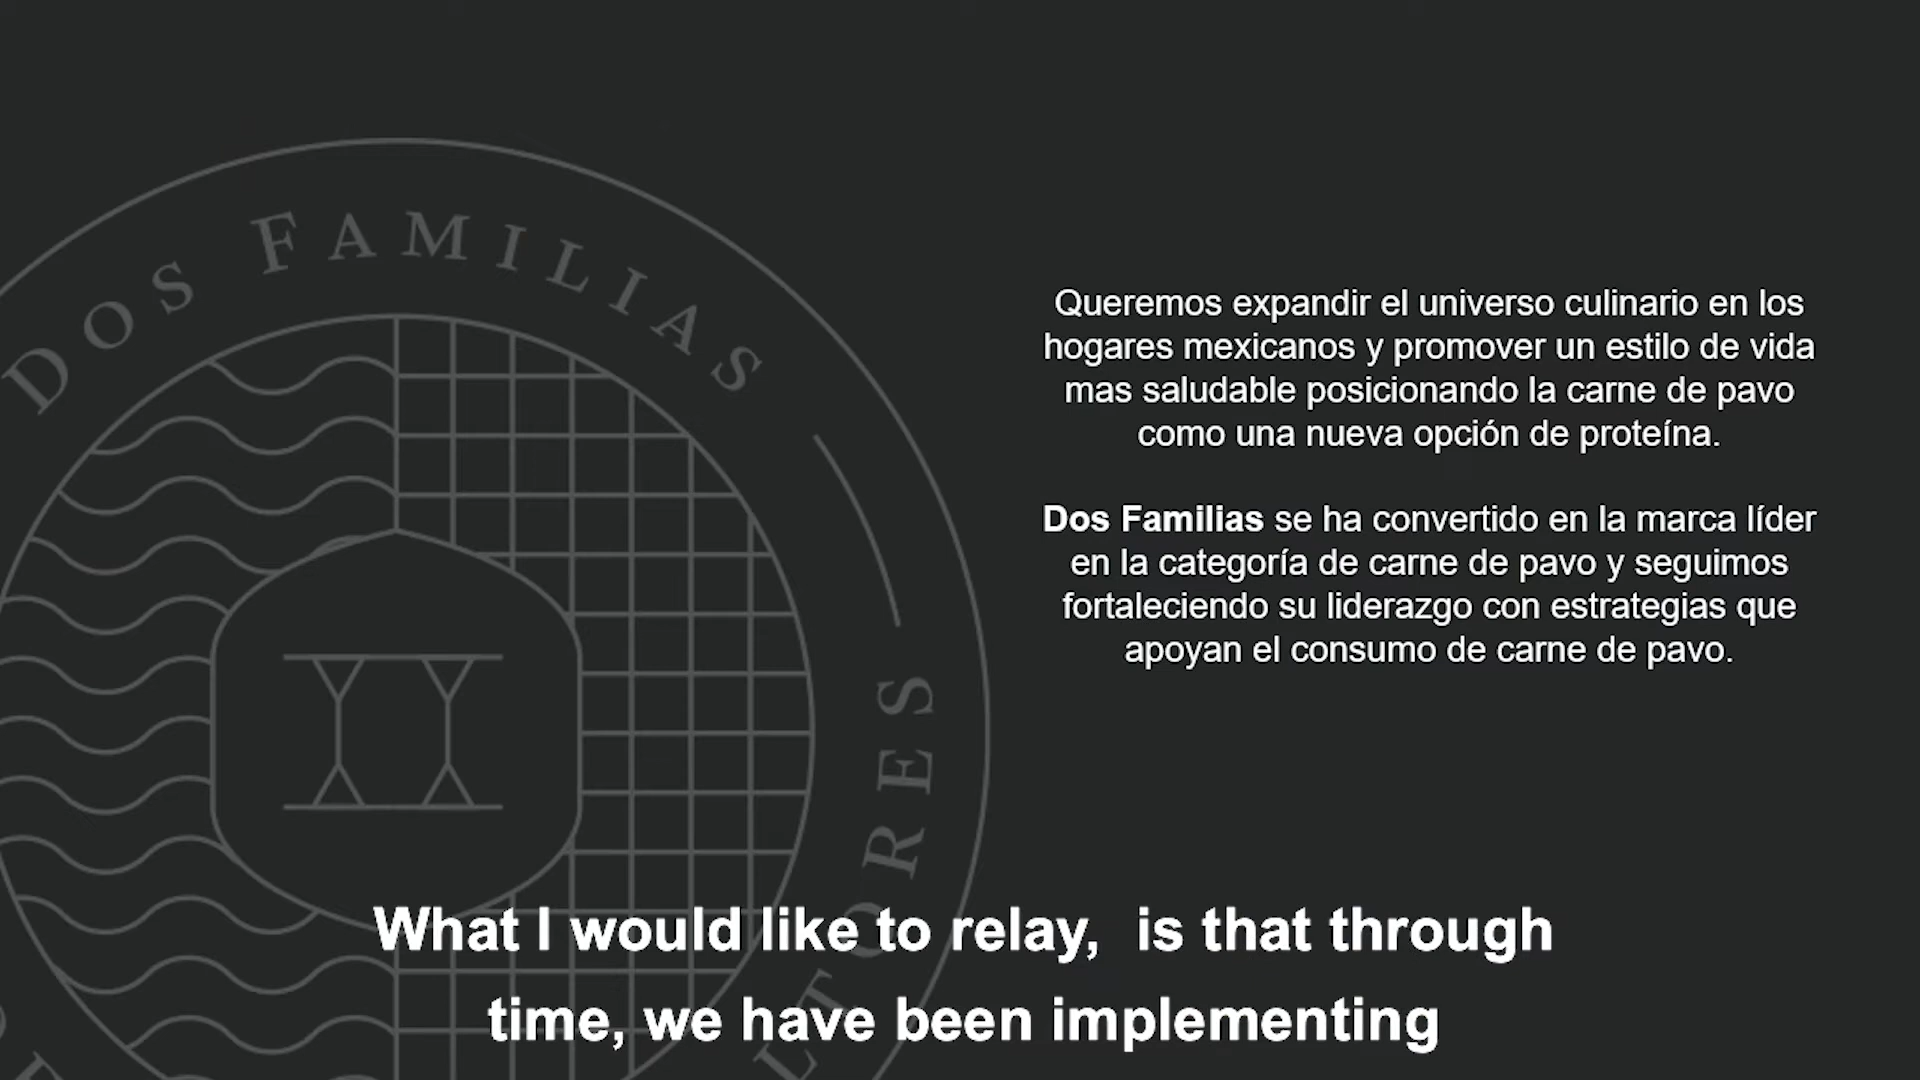 DOS FAMILIAS
Queremos expandir el universo culinario en los
hogares mexicanos y promover un estilo de vida
mas saludable posicionando la carne de pavo
como una nueva opción de proteína.
Dos Familias se ha convertido en la marca líder
en la categoría de carne de pavo y seguimos
fortaleciendo su liderazgo con estrategias que
apoyan el consumo de carne de pavo.
What I would like to relay,  is that through
time, we have been implementing